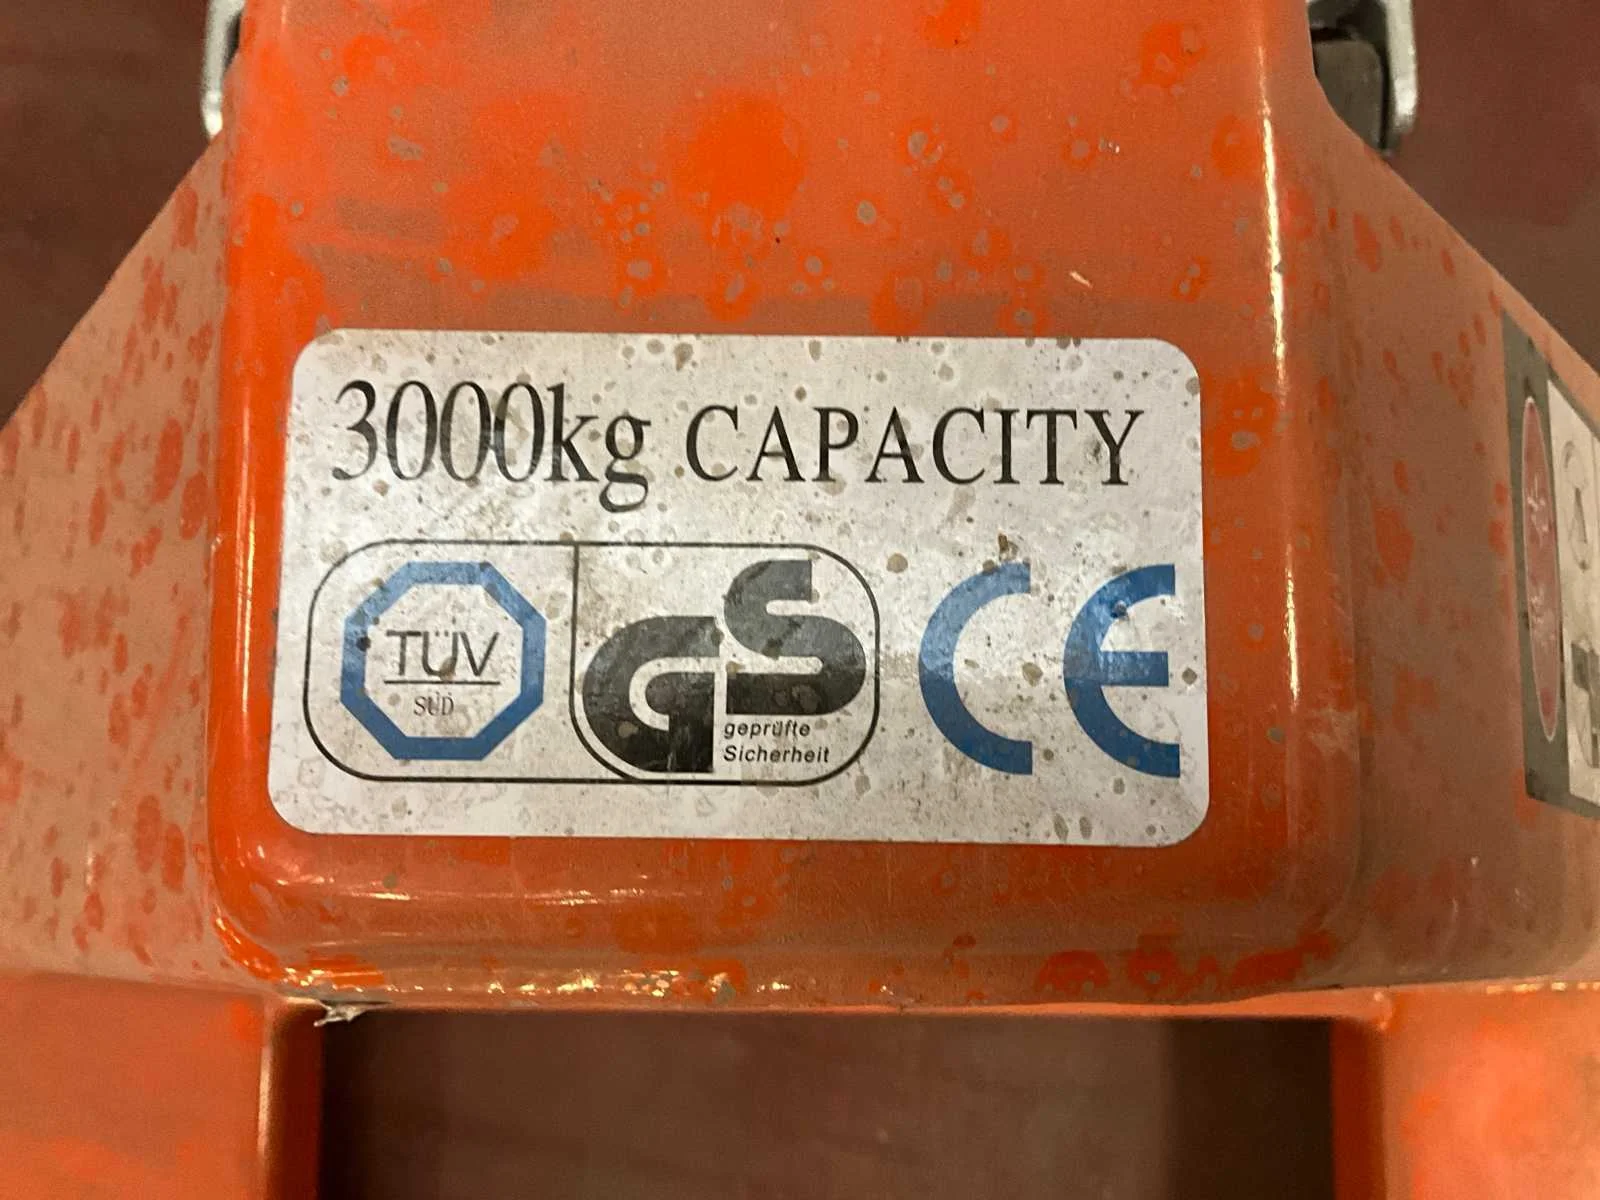 3000kg CAPACITY
TÜV
SÜD
GS
geprüfte
Sicherheit
CE